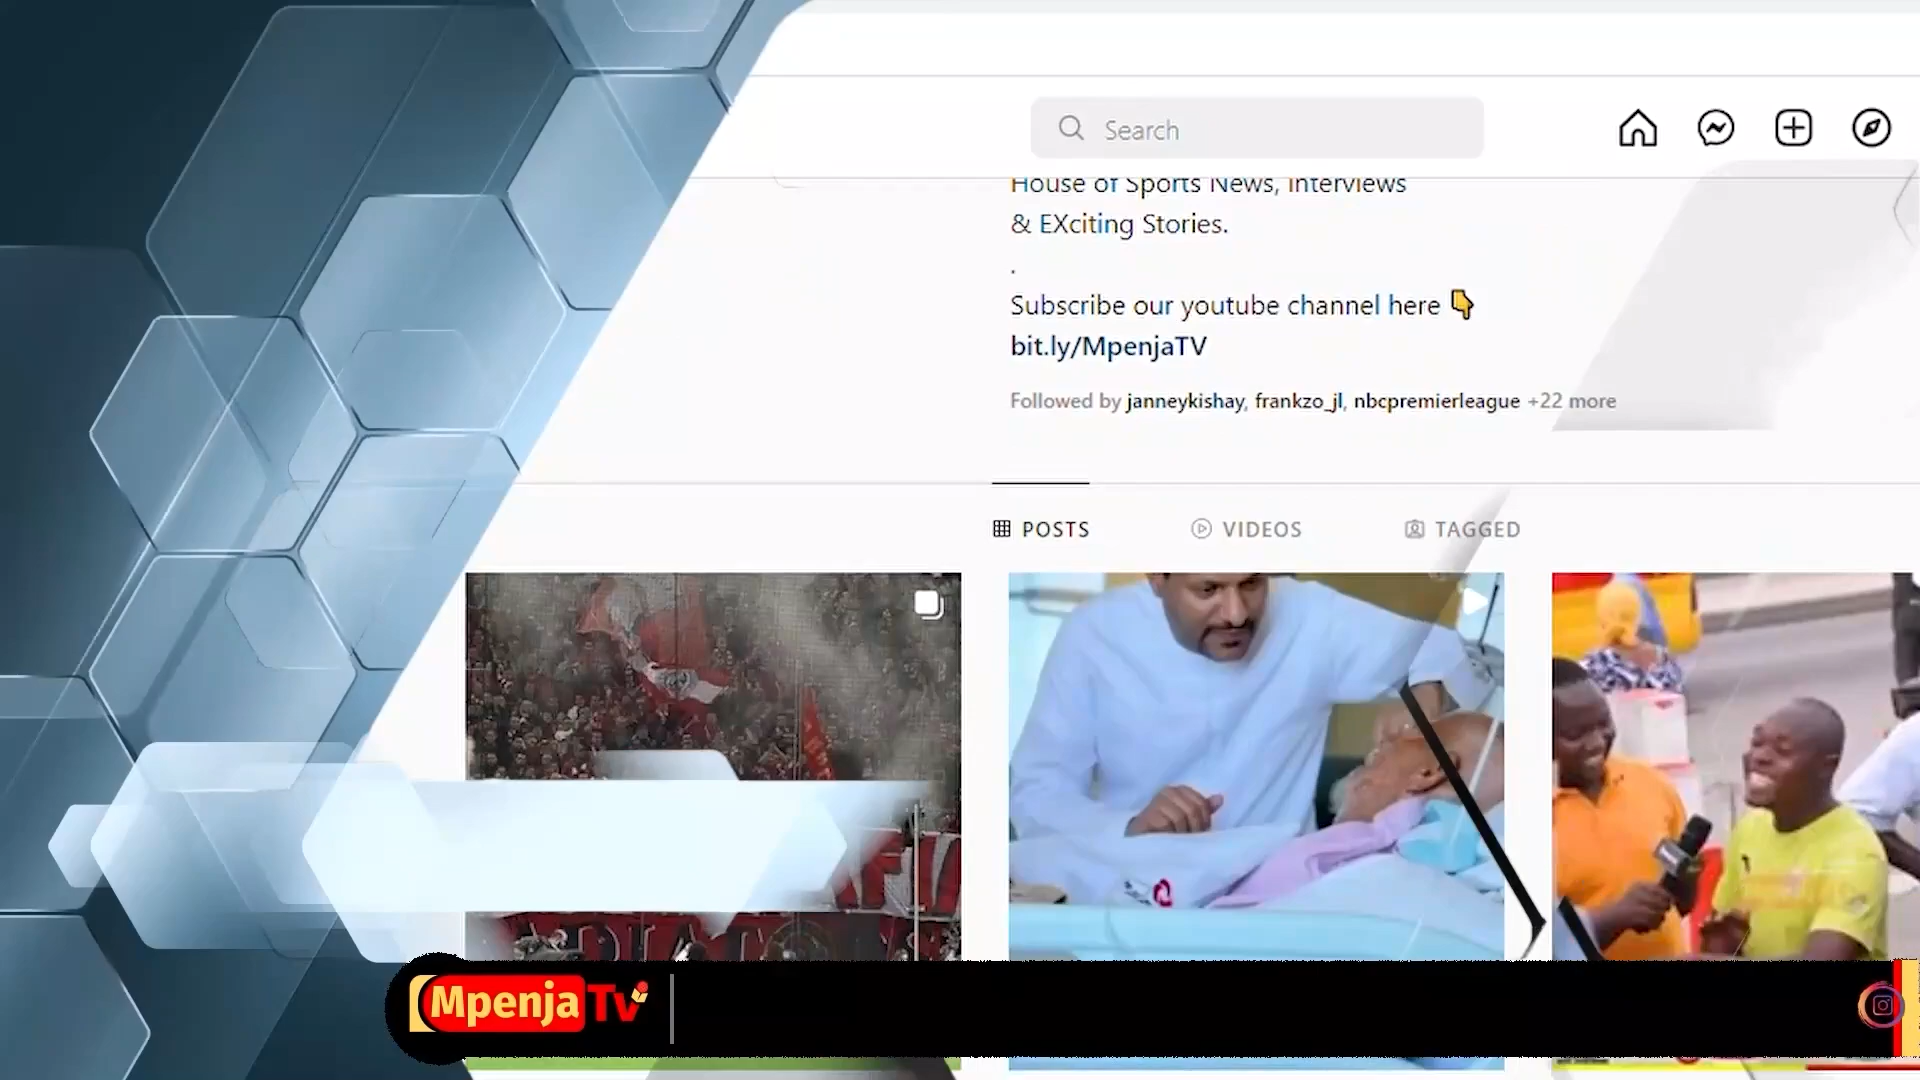 Search
House of Sports News, Interviews
& EXciting Stories.
.
Subscribe our youtube channel here 👇
bit.ly/MpenjaTV
Followed by janneykishay, frankzo_jl, nbcpremierleague +22 more
POSTS
VIDEOS
TAGGED
MpenjaTv